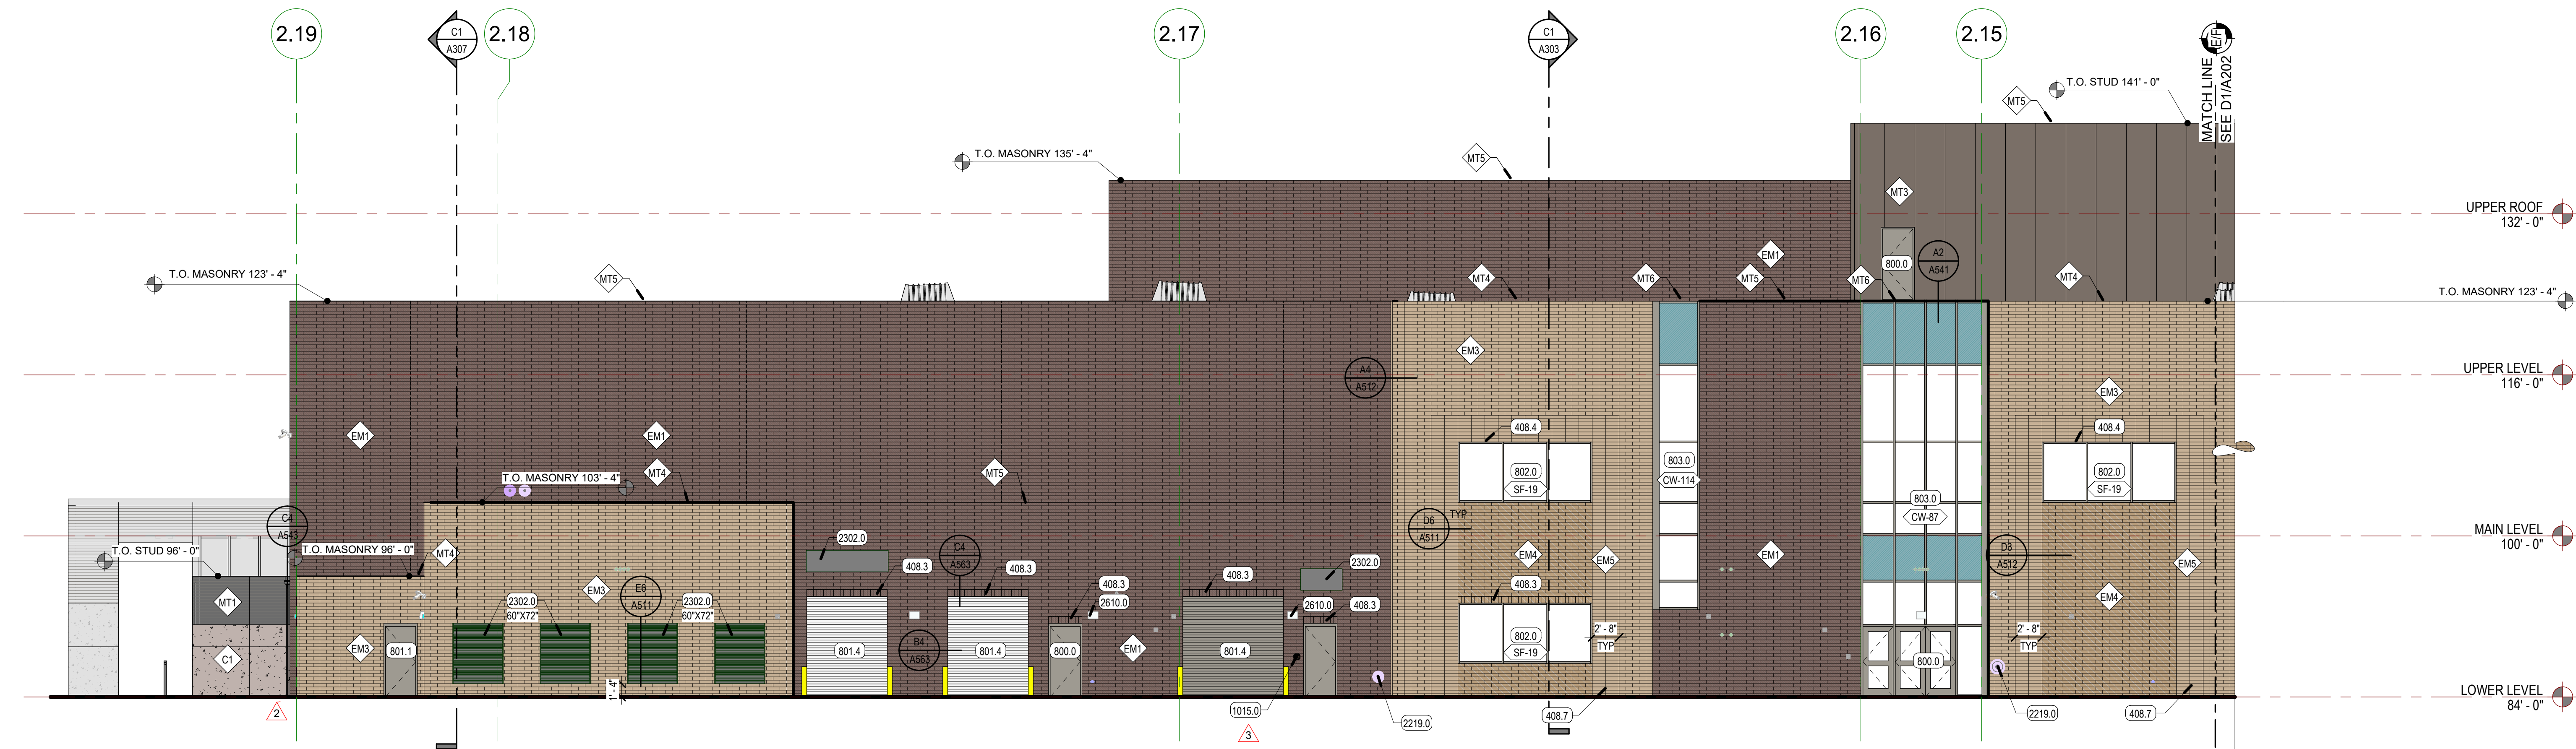 2.19
C1
A307
2.18
2.17
C1
A303
2.16
2.15
E/F
MATCH LINE
SEE D1/A202
T.O. STUD 141' - 0"
MT5
T.O. MASONRY 135' - 4"
MT5
MT3
UPPER ROOF
132' - 0"
EM1
800.0
A2
A541
T.O. MASONRY 123' - 4"
MT5
MT4
MT6
MT5
MT6
MT4
T.O. MASONRY 123' - 4"
EM3
A4
A512
UPPER LEVEL
116' - 0"
EM3
EM1
EM1
408.4
408.4
T.O. MASONRY 103' - 4"
MT4
MT5
802.0
SF-19
803.0
CW-114
802.0
SF-19
803.0
CW-87
C4
A543
D6
A511
TYP
MAIN LEVEL
100' - 0"
T.O. STUD 96' - 0"
T.O. MASONRY 96' - 0"
MT4
2302.0
C4
A563
EM4
EM5
EM1
D3
A512
EM5
408.3
408.3
408.3
2302.0
408.3
MT1
EM3
E6
A511
2302.0
60"X72"
2302.0
60"X72"
408.3
2610.0
2610.0
408.3
EM4
C1
EM3
801.1
801.4
B4
A563
801.4
800.0
EM1
801.4
802.0
SF-19
2' - 8"
TYP
800.0
2' - 8"
TYP
1' - 4"
LOWER LEVEL
84' - 0"
2
1015.0
3
2219.0
408.7
2219.0
408.7